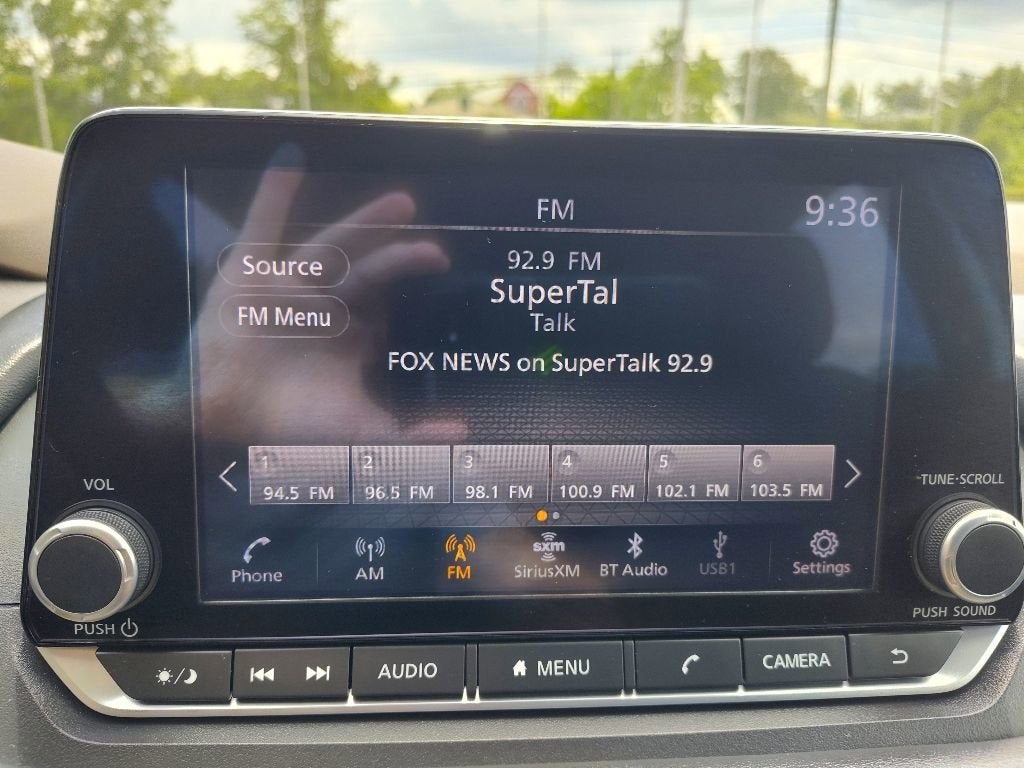 FM
9:36
Source
92.9 FM
SuperTal
FM Menu
Talk
FOX NEWS on SuperTalk 92.9
1 2 3 4 5 6
94.5 FM 96.5 FM 98.1 FM 100.9 FM 102.1 FM 103.5 FM
VOL
TUNE·SCROLL
Phone AM FM sxm SiriusXM BT Audio USB1 Settings
PUSH
PUSH SOUND
AUDIO MENU CAMERA